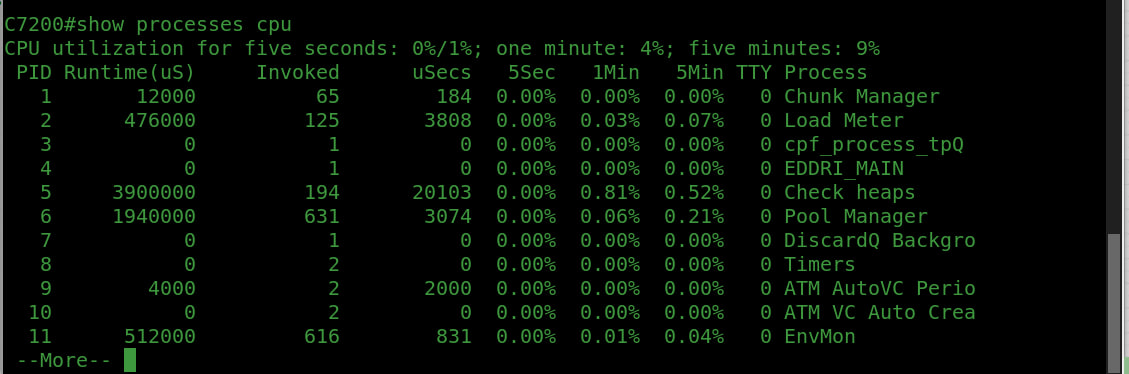 C7200#show processes cpu
CPU utilization for five seconds: 0%/1%; one minute: 4%; five minutes: 9%
 PID Runtime(uS)     Invoked      uSecs   5Sec   1Min   5Min TTY Process
   1       12000          65        184  0.00%  0.00%  0.00%   0 Chunk Manager
   2      476000         125       3808  0.00%  0.03%  0.07%   0 Load Meter
   3           0           1          0  0.00%  0.00%  0.00%   0 cpf_process_tpQ
   4           0           1          0  0.00%  0.00%  0.00%   0 EDDRI_MAIN
   5     3900000         194      20103  0.00%  0.81%  0.52%   0 Check heaps
   6     1940000         631       3074  0.00%  0.06%  0.21%   0 Pool Manager
   7           0           1          0  0.00%  0.00%  0.00%   0 DiscardQ Backgro
   8           0           2          0  0.00%  0.00%  0.00%   0 Timers
   9        4000           2       2000  0.00%  0.00%  0.00%   0 ATM AutoVC Perio
  10           0           2          0  0.00%  0.00%  0.00%   0 ATM VC Auto Crea
  11      512000         616        831  0.00%  0.01%  0.04%   0 EnvMon
 --More--